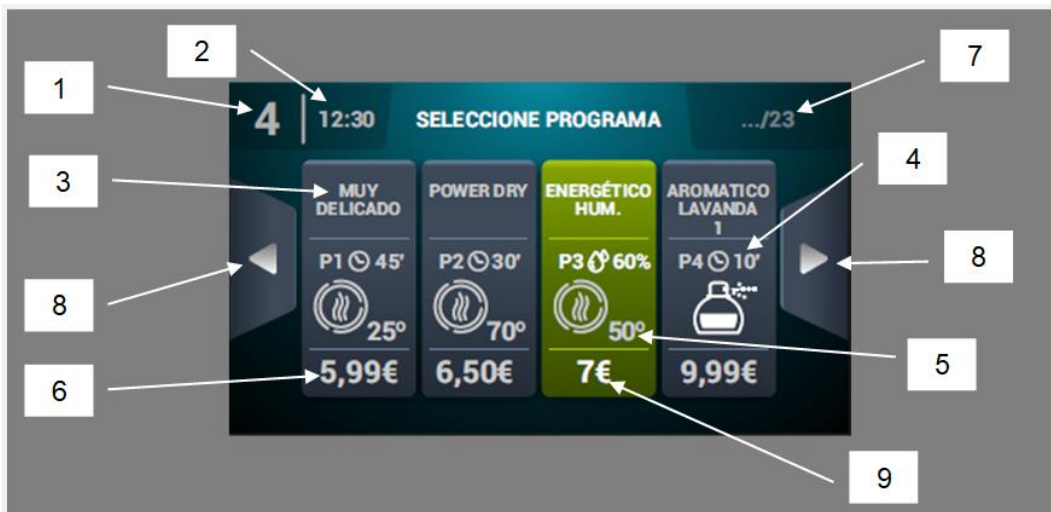 2
7
1
4 12:30 SELECCIONE PROGRAMA .../23
4
3
MUY
DELICADO
P1 45'
25º
5,99€
POWER DRY
P2 30'
70º
6,50€
ENERGÉTICO
HUM.
P3 60%
50º
7€
AROMATICO
LAVANDA
1
P4 10'
9,99€
8
8
5
6
9